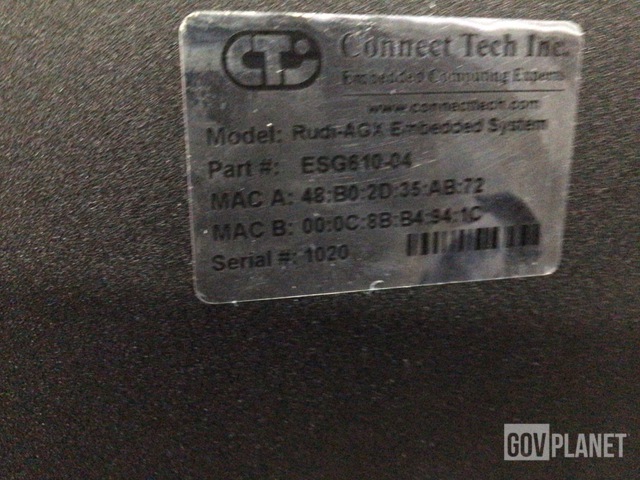 CTi Connect Tech Inc.
Embedded Computing Experts
www.connecttech.com
Model: Rudi-AGX Embedded System
Part #: ESG610-04
MAC A: 48:B0:2D:35:AB:72
MAC B: 00:0C:8B:B4:94:1C
Serial #: 1020
GOVPLANET